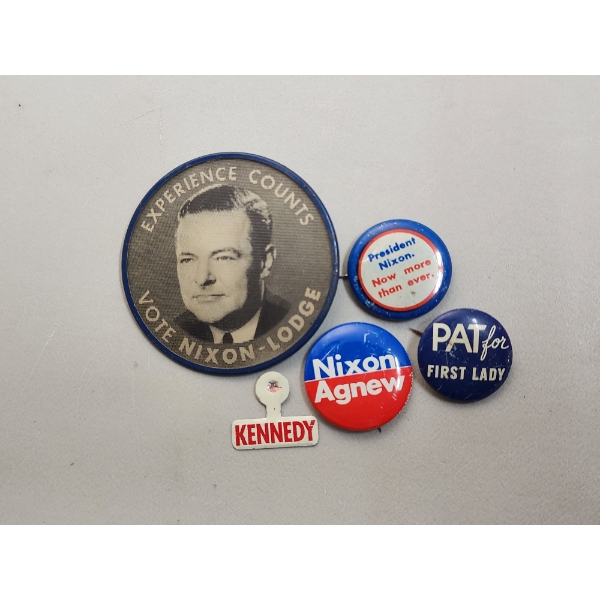 EXPERIENCE COUNTS
VOTE NIXON-LODGE
President
Nixon.
Now more
than ever.
Nixon
Agnew
PAT for
FIRST LADY
KENNEDY